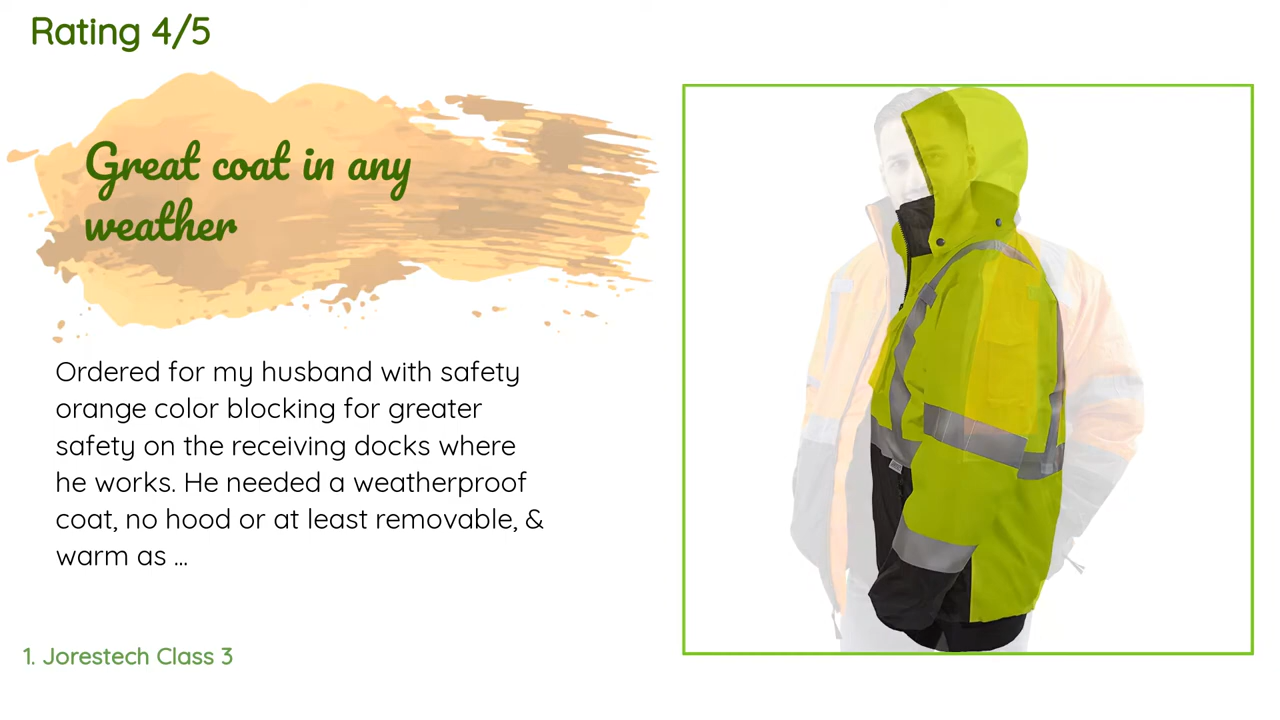 Rating 4/5
Great coat in any
weather
Ordered for my husband with safety
orange color blocking for greater
safety on the receiving docks where
he works. He needed a weatherproof
coat, no hood or at least removable, &
warm as ...
1. Jorestech Class 3